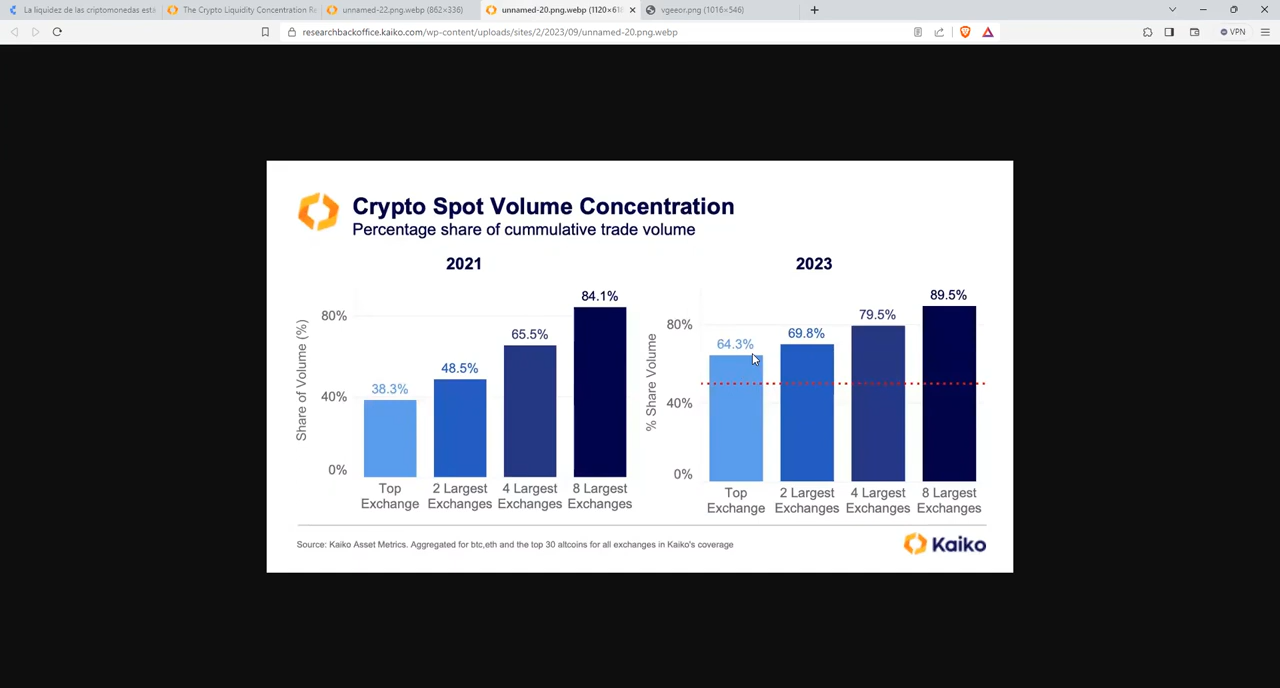 La liquidez de las criptomonedas está
The Crypto Liquidity Concentration Re
unnamed-22.png.webp (862×336)
unnamed-20.png.webp (1120×61
vgeeor.png (1016×546)
researchbackoffice.kaiko.com/wp-content/uploads/sites/2/2023/09/unnamed-20.png.webp
VPN
Crypto Spot Volume Concentration
Percentage share of cummulative trade volume
2021
Share of Volume (%)
80%
40%
0%
38.3%
48.5%
65.5%
84.1%
Top
Exchange
2 Largest
Exchanges
4 Largest
Exchanges
8 Largest
Exchanges
2023
% Share Volume
80%
40%
0%
64.3%
69.8%
79.5%
89.5%
Top
Exchange
2 Largest
Exchanges
4 Largest
Exchanges
8 Largest
Exchanges
Source: Kaiko Asset Metrics. Aggregated for btc,eth and the top 30 altcoins for all exchanges in Kaiko's coverage
Kaiko